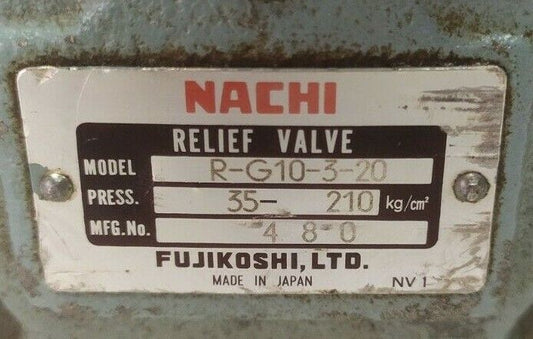 NACHI
RELIEF VALVE
MODEL R-G10-3-20
PRESS. 35- 210 kg/cm²
MFG.No. 4 8 0
FUJIKOSHI, LTD.
MADE IN JAPAN NV1